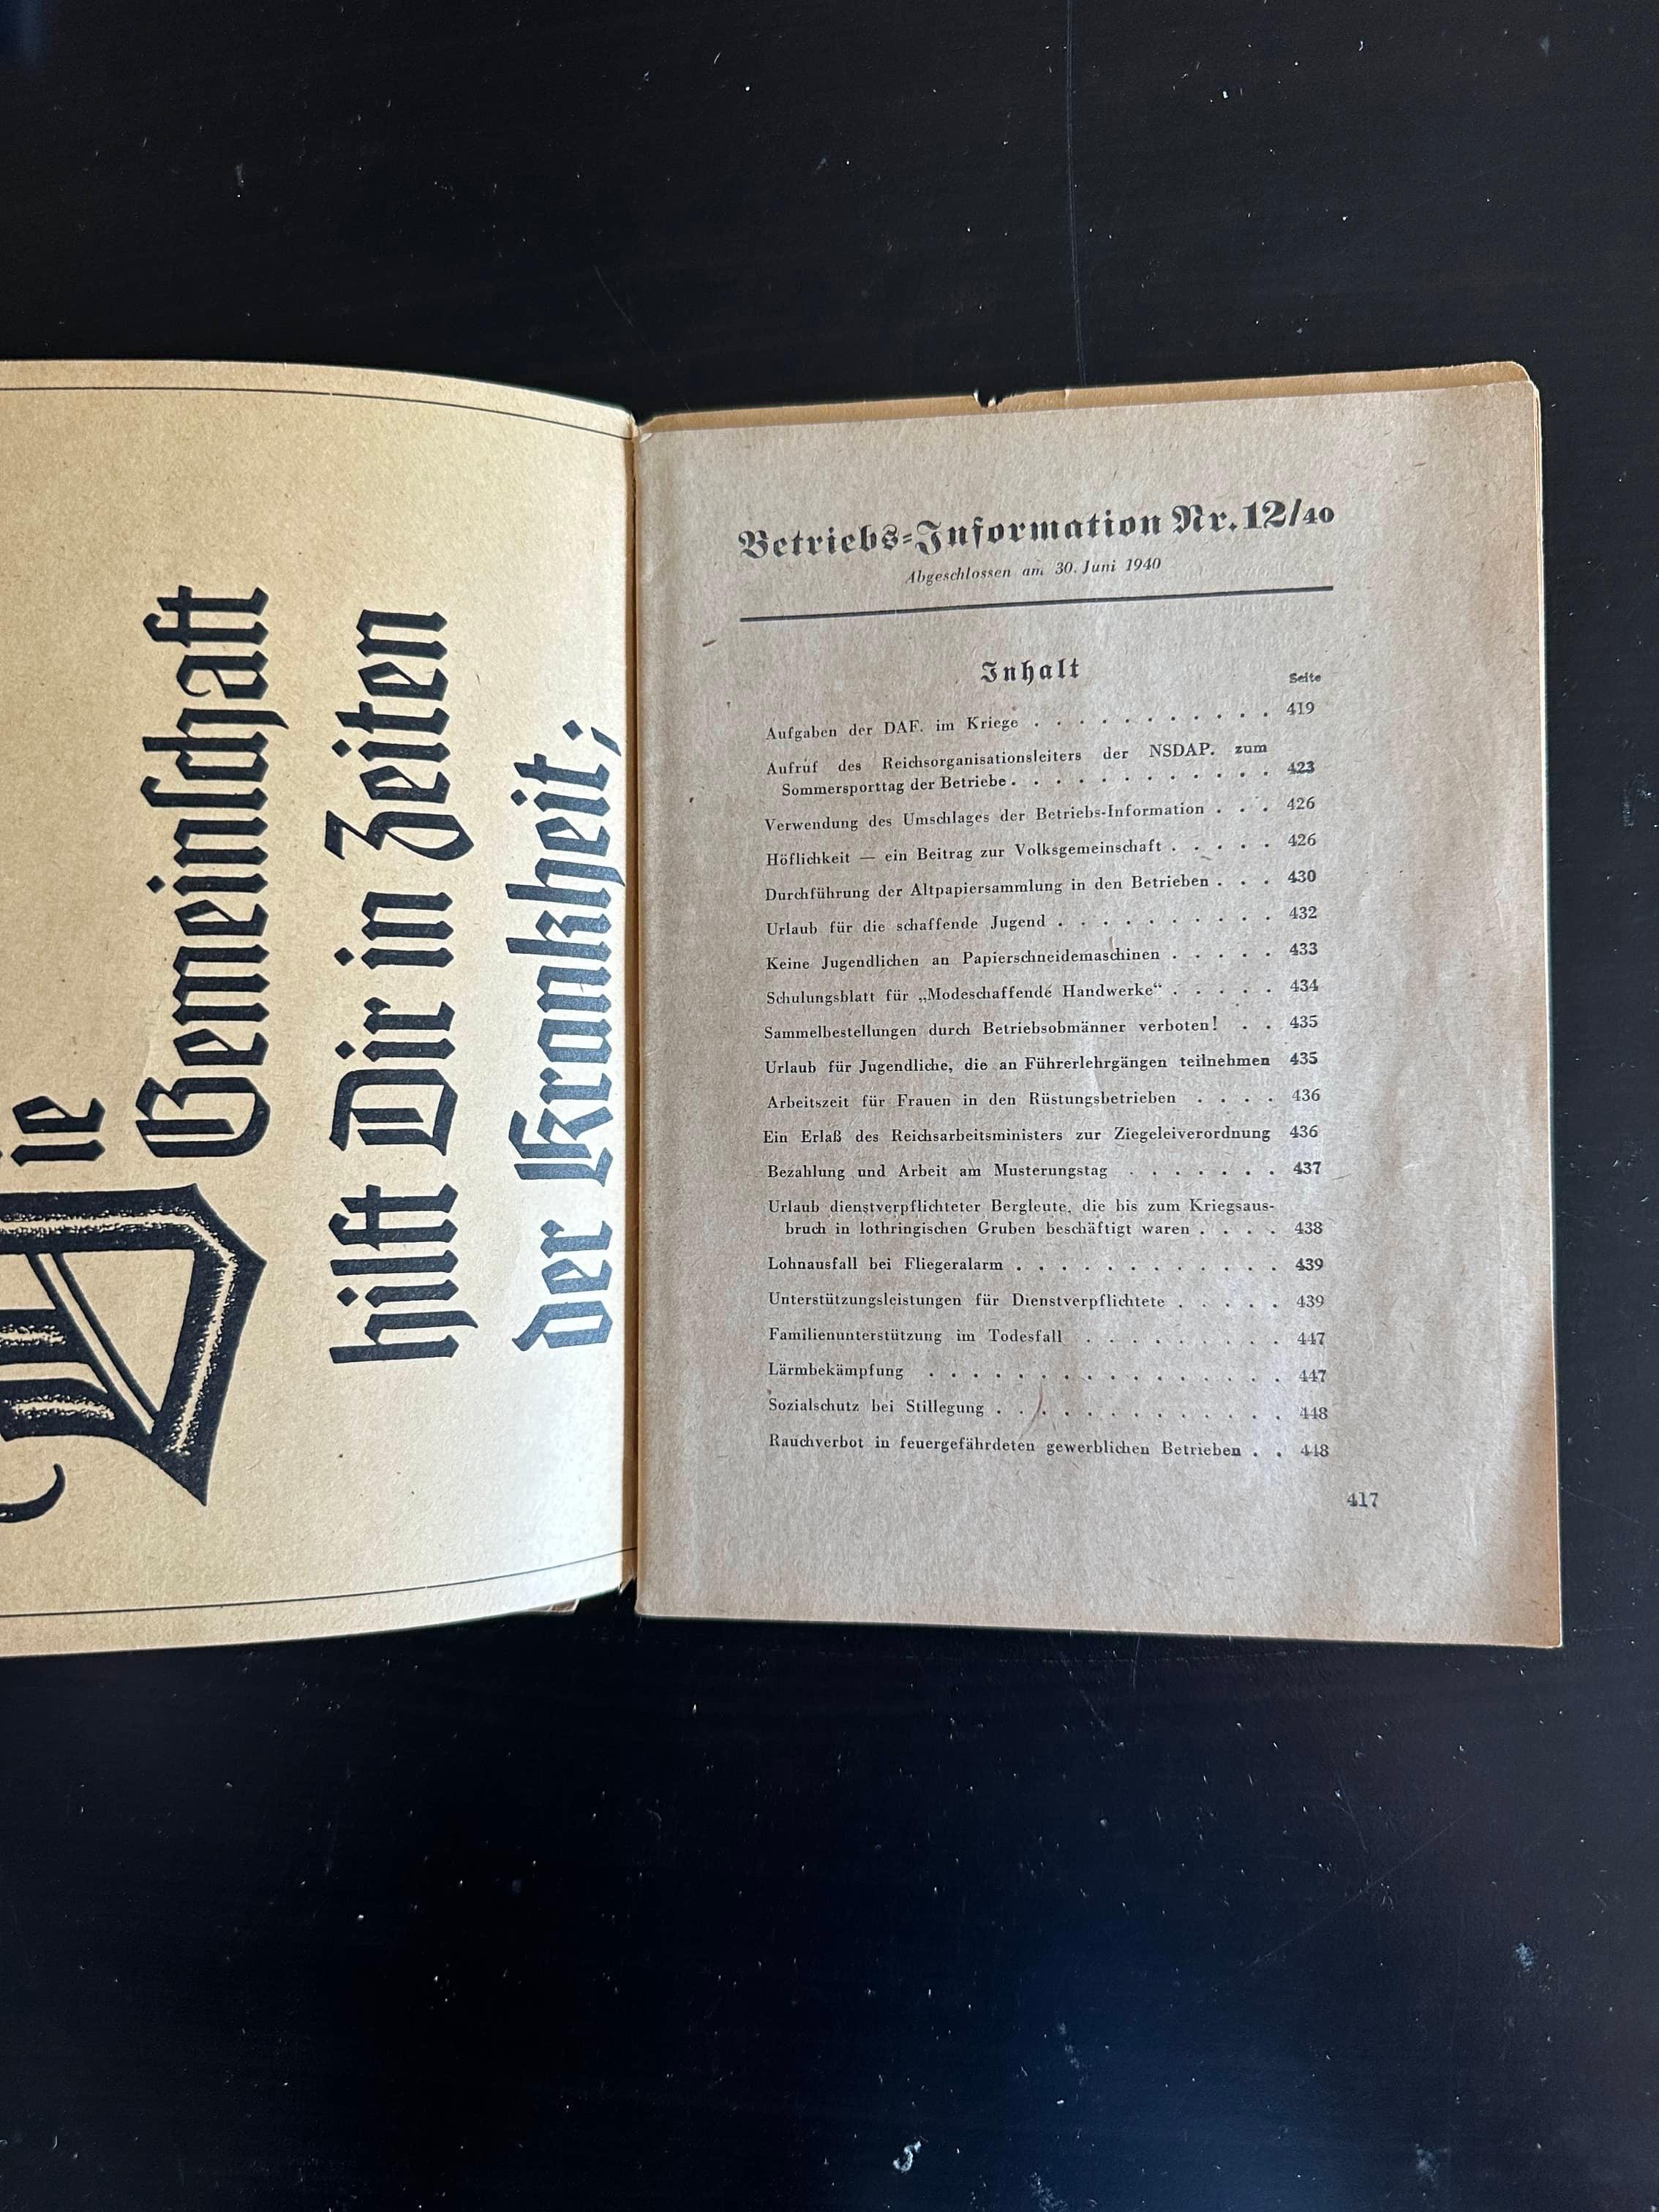 Die
Gemeinschaft
hilft Dir in Zeiten
der Krankheit;
Betriebs-Information Nr. 12/40
Abgeschlossen am 30. Juni 1940
Inhalt
Seite
Aufgaben der DAF. im Kriege . . . . . . . . . . . 419
Aufruf des Reichsorganisationsleiters der NSDAP. zum
Sommersporttag der Betriebe . . . . . . . . . . . 423
Verwendung des Umschlages der Betriebs-Information . . . 426
Höflichkeit — ein Beitrag zur Volksgemeinschaft . . . . . 426
Durchführung der Altpapiersammlung in den Betrieben . . . 430
Urlaub für die schaffende Jugend . . . . . . . . . . 432
Keine Jugendlichen an Papierschneidemaschinen . . . . . 433
Schulungsblatt für „Modeschaffende Handwerke“ . . . . . 434
Sammelbestellungen durch Betriebsobmänner verboten! . . 435
Urlaub für Jugendliche, die an Führerlehrgängen teilnehmen 435
Arbeitszeit für Frauen in den Rüstungsbetrieben . . . . 436
Ein Erlaß des Reichsarbeitsministers zur Ziegeleiverordnung 436
Bezahlung und Arbeit am Musterungstag . . . . . . . 437
Urlaub dienstverpflichteter Bergleute, die bis zum Kriegsaus-
bruch in lothringischen Gruben beschäftigt waren . . . . 438
Lohnausfall bei Fliegeralarm . . . . . . . . . . . . 439
Unterstützungsleistungen für Dienstverpflichtete . . . . . 439
Familienunterstützung im Todesfall . . . . . . . . . 447
Lärmbekämpfung . . . . . . . . . . . . . . . . 447
Sozialschutz bei Stillegung . . . . . . . . . . . . . 448
Rauchverbot in feuergefährdeten gewerblichen Betrieben . . 448
417